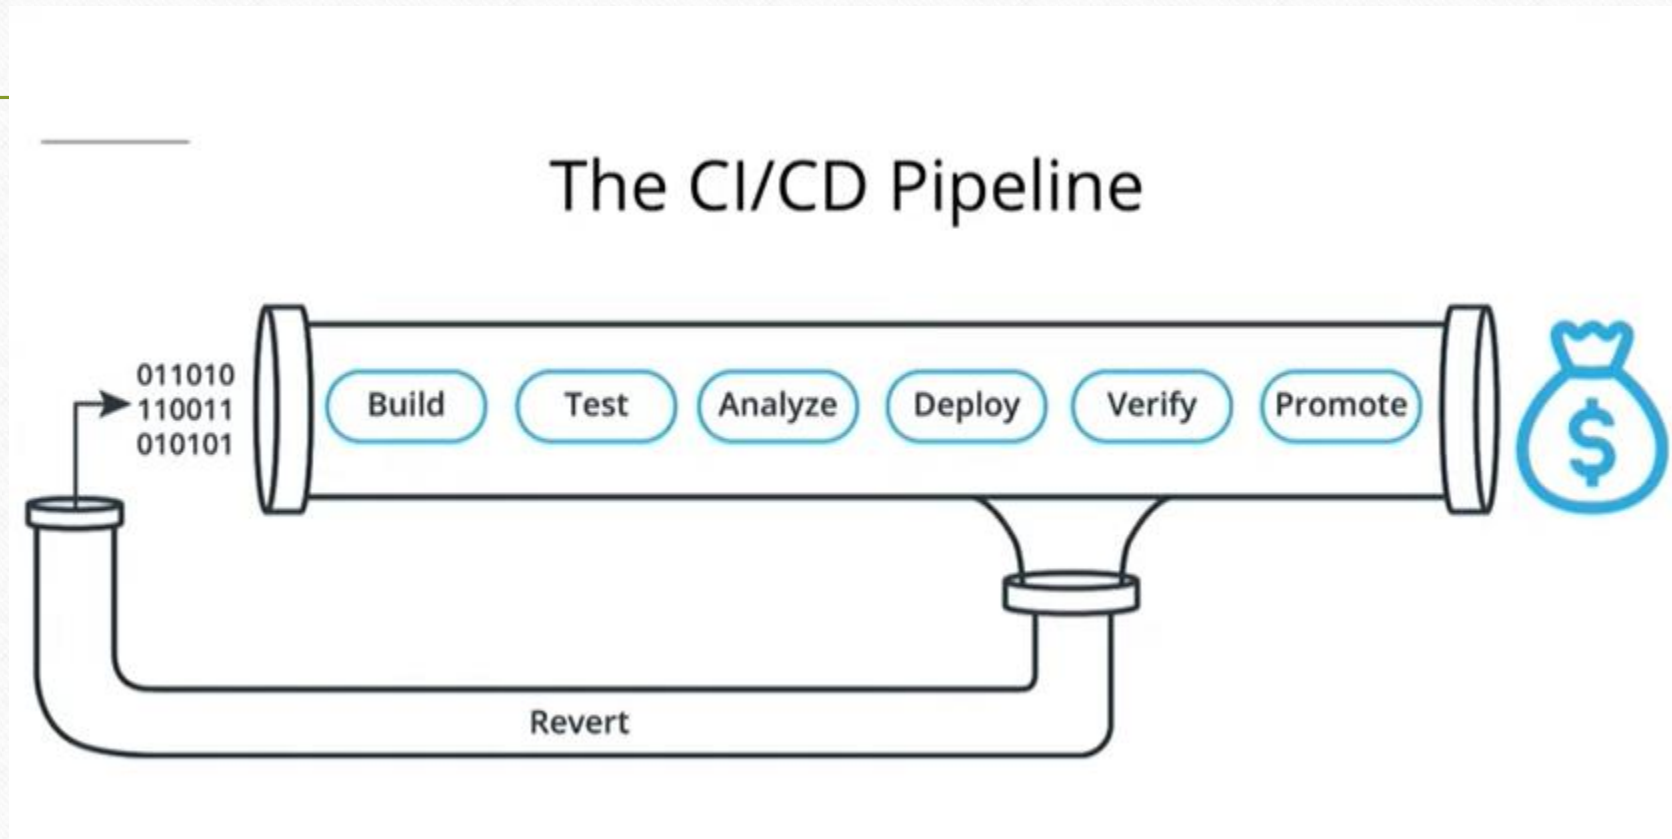 The CI/CD Pipeline
011010
110011
010101
Build Test Analyze Deploy Verify Promote
$
Revert